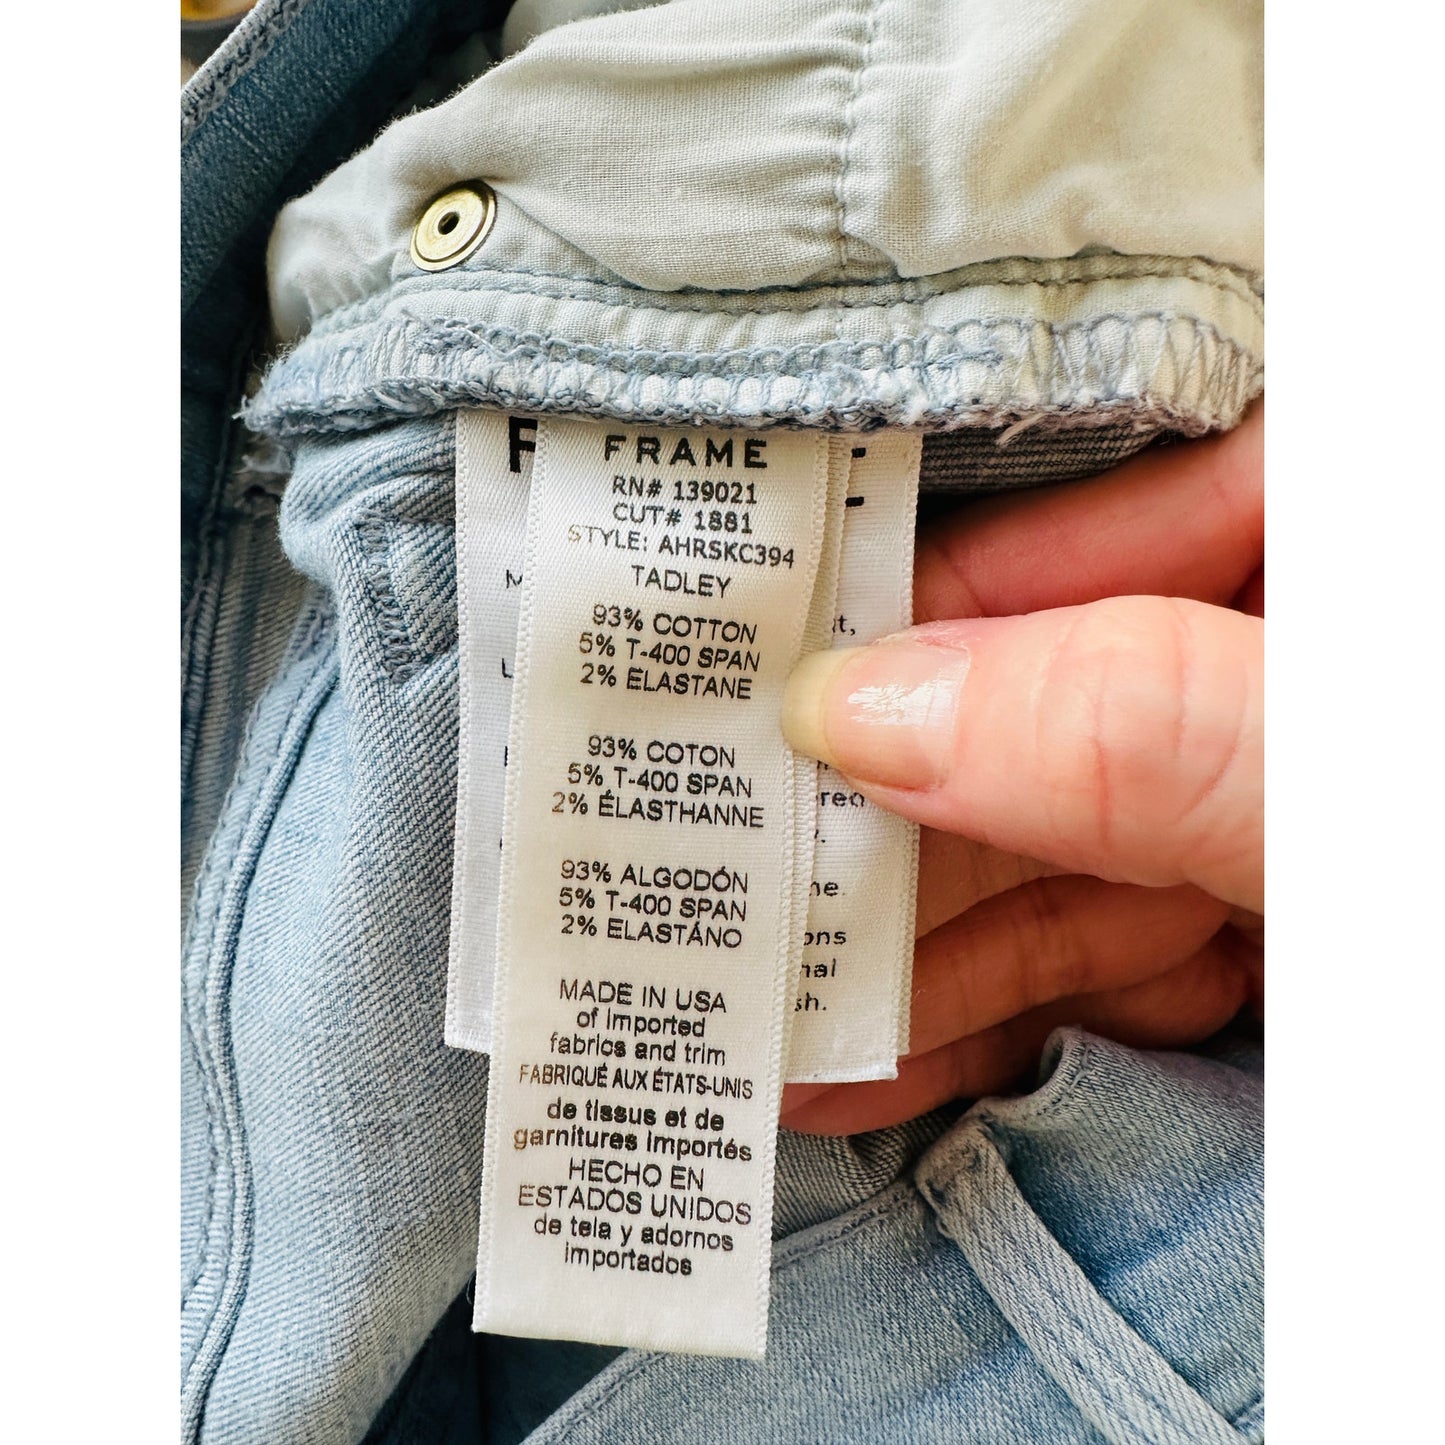 FRAME
RN# 139021
CUT# 1881
STYLE: AHRSKC394
TADLEY
93% COTTON
5% T-400 SPAN
2% ELASTANE
93% COTON
5% T-400 SPAN
2% ÉLASTHANNE
93% ALGODÓN
5% T-400 SPAN
2% ELASTÁNO
MADE IN USA
of imported
fabrics and trim
FABRIQUÉ AUX ÉTATS-UNIS
de tissus et de
garnitures importés
HECHO EN
ESTADOS UNIDOS
de tela y adornos
importados